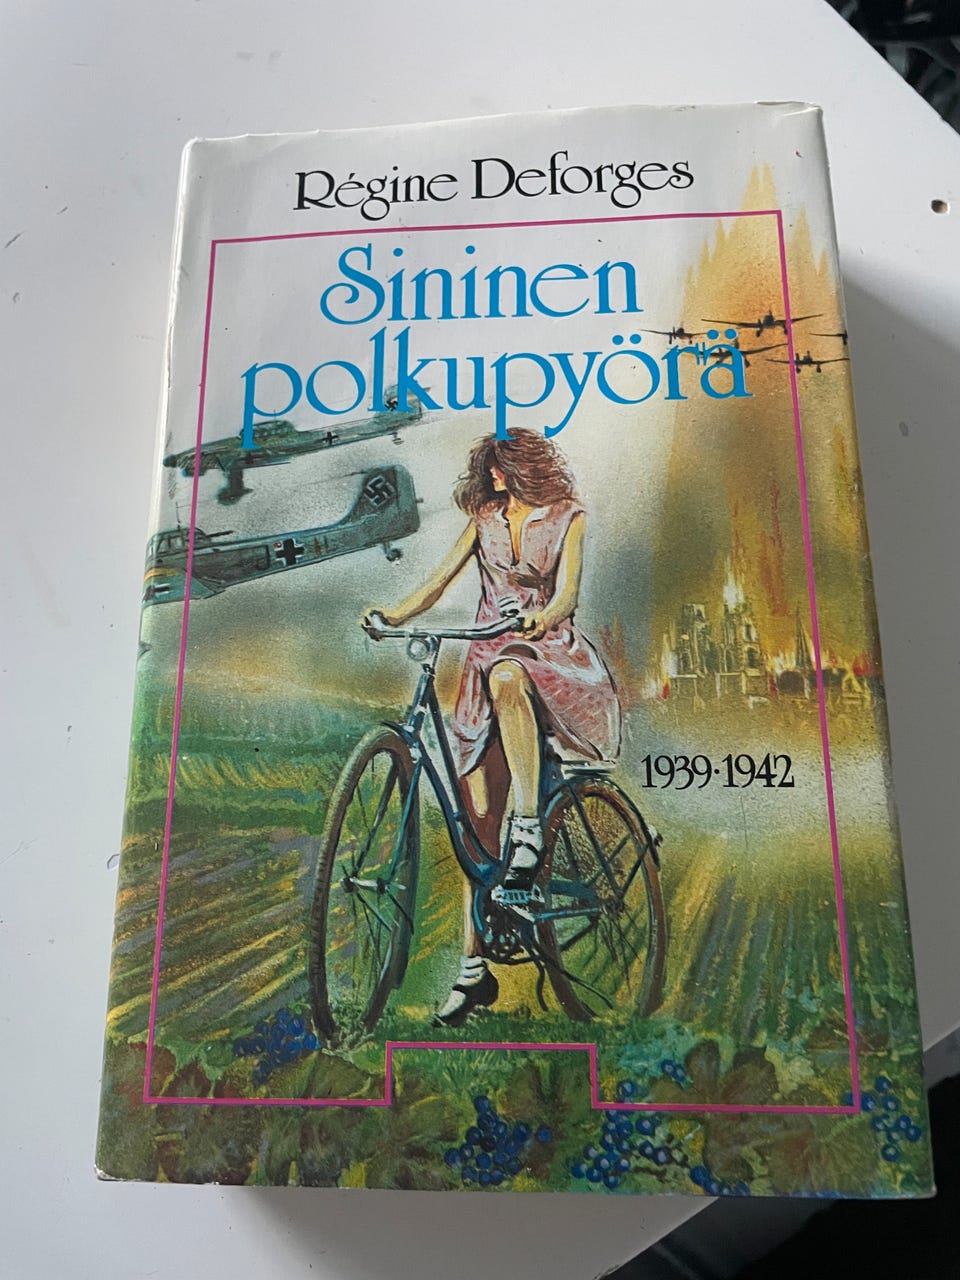 Régine Deforges
Sininen
polkupyörä
1939·1942
J